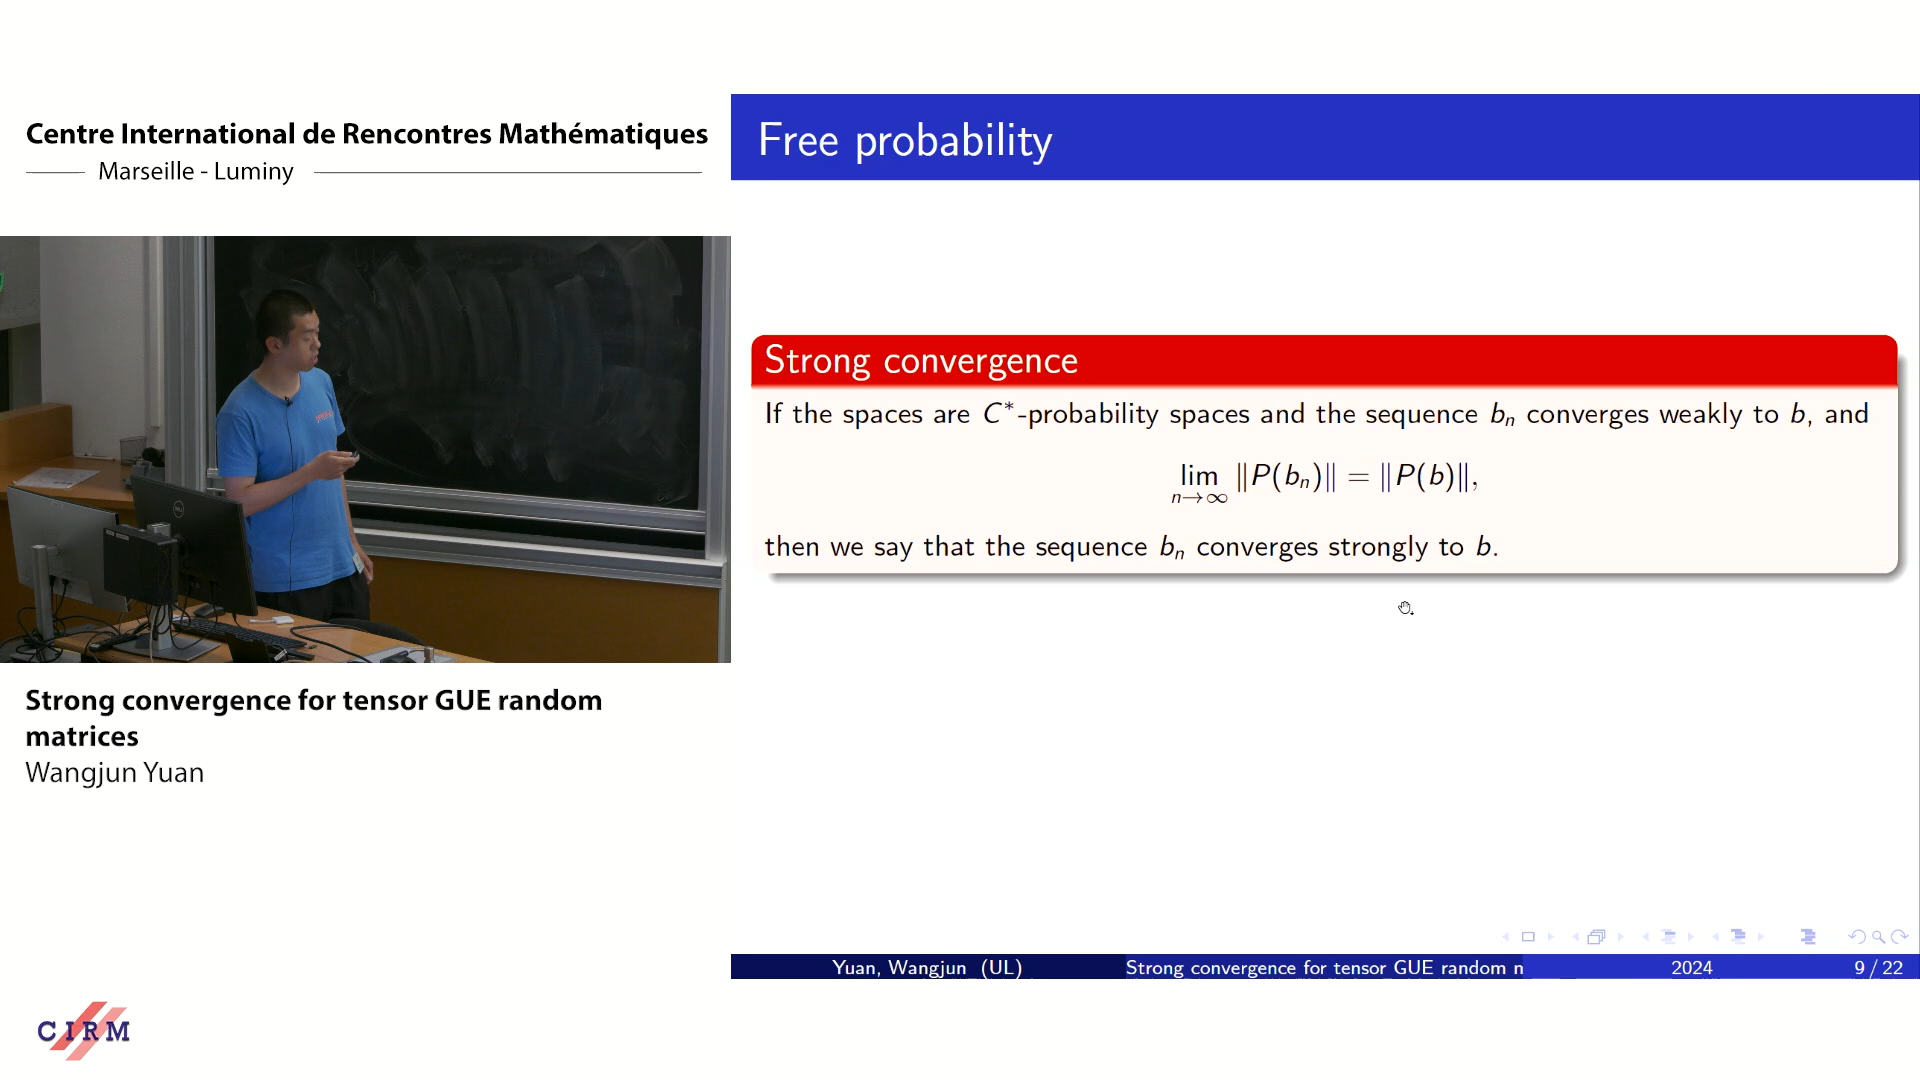 Centre International de Rencontres Mathématiques
Marseille - Luminy
Strong convergence for tensor GUE random
matrices
Wangjun Yuan
CIRM
Free probability
Strong convergence
If the spaces are C*-probability spaces and the sequence bₙ converges weakly to b, and
lim n→∞ ‖P(bₙ)‖ = ‖P(b)‖,
then we say that the sequence bₙ converges strongly to b.
Yuan, Wangjun (UL) Strong convergence for tensor GUE random m 2024 9 / 22